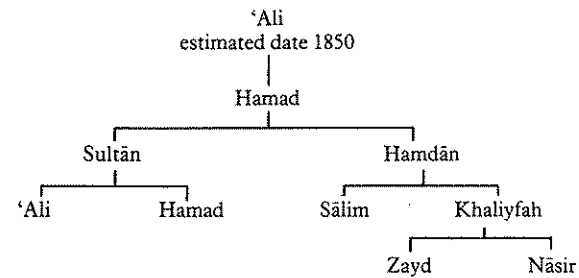 ‘Ali
estimated date 1850
Hamad
Sultān Hamdān
‘Ali Hamad Sālim Khaliyfah
Zayd Nāsir